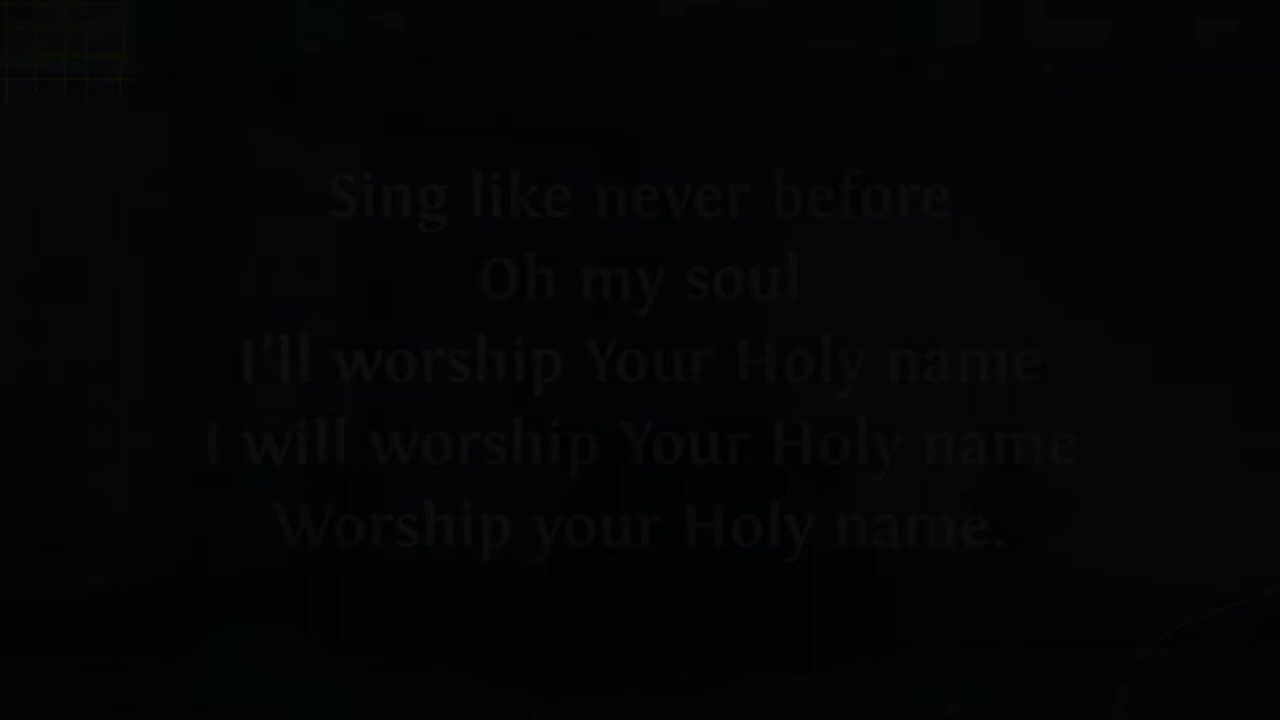 Sing like never before
Oh my soul
I'll worship Your Holy name
I will worship Your Holy name
Worship your Holy name.